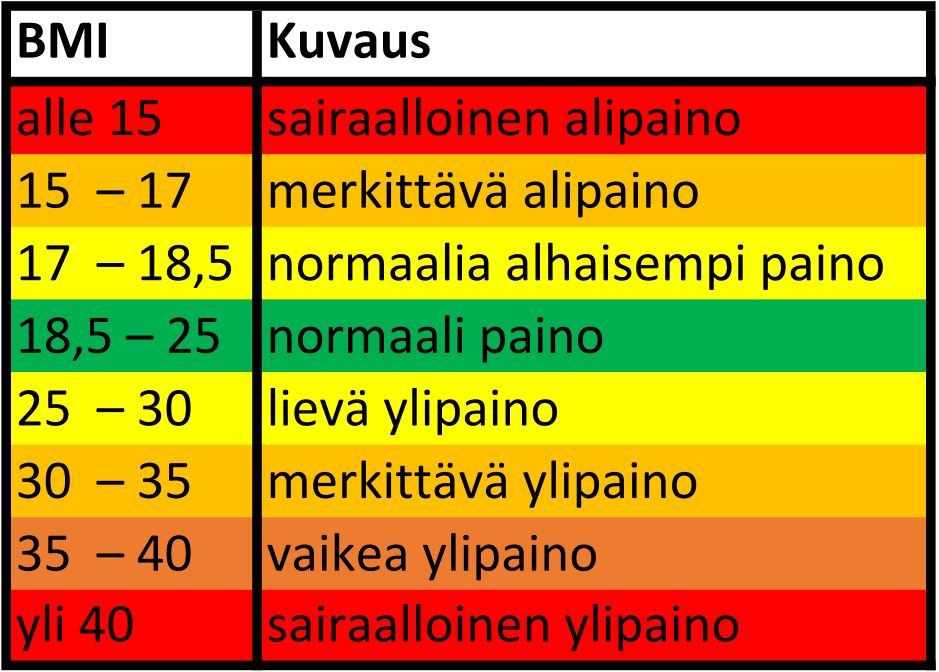 BMI Kuvaus
alle 15 sairaalloinen alipaino
15 – 17 merkittävä alipaino
17 – 18,5 normaalia alhaisempi paino
18,5 – 25 normaali paino
25 – 30 lievä ylipaino
30 – 35 merkittävä ylipaino
35 – 40 vaikea ylipaino
yli 40 sairaalloinen ylipaino